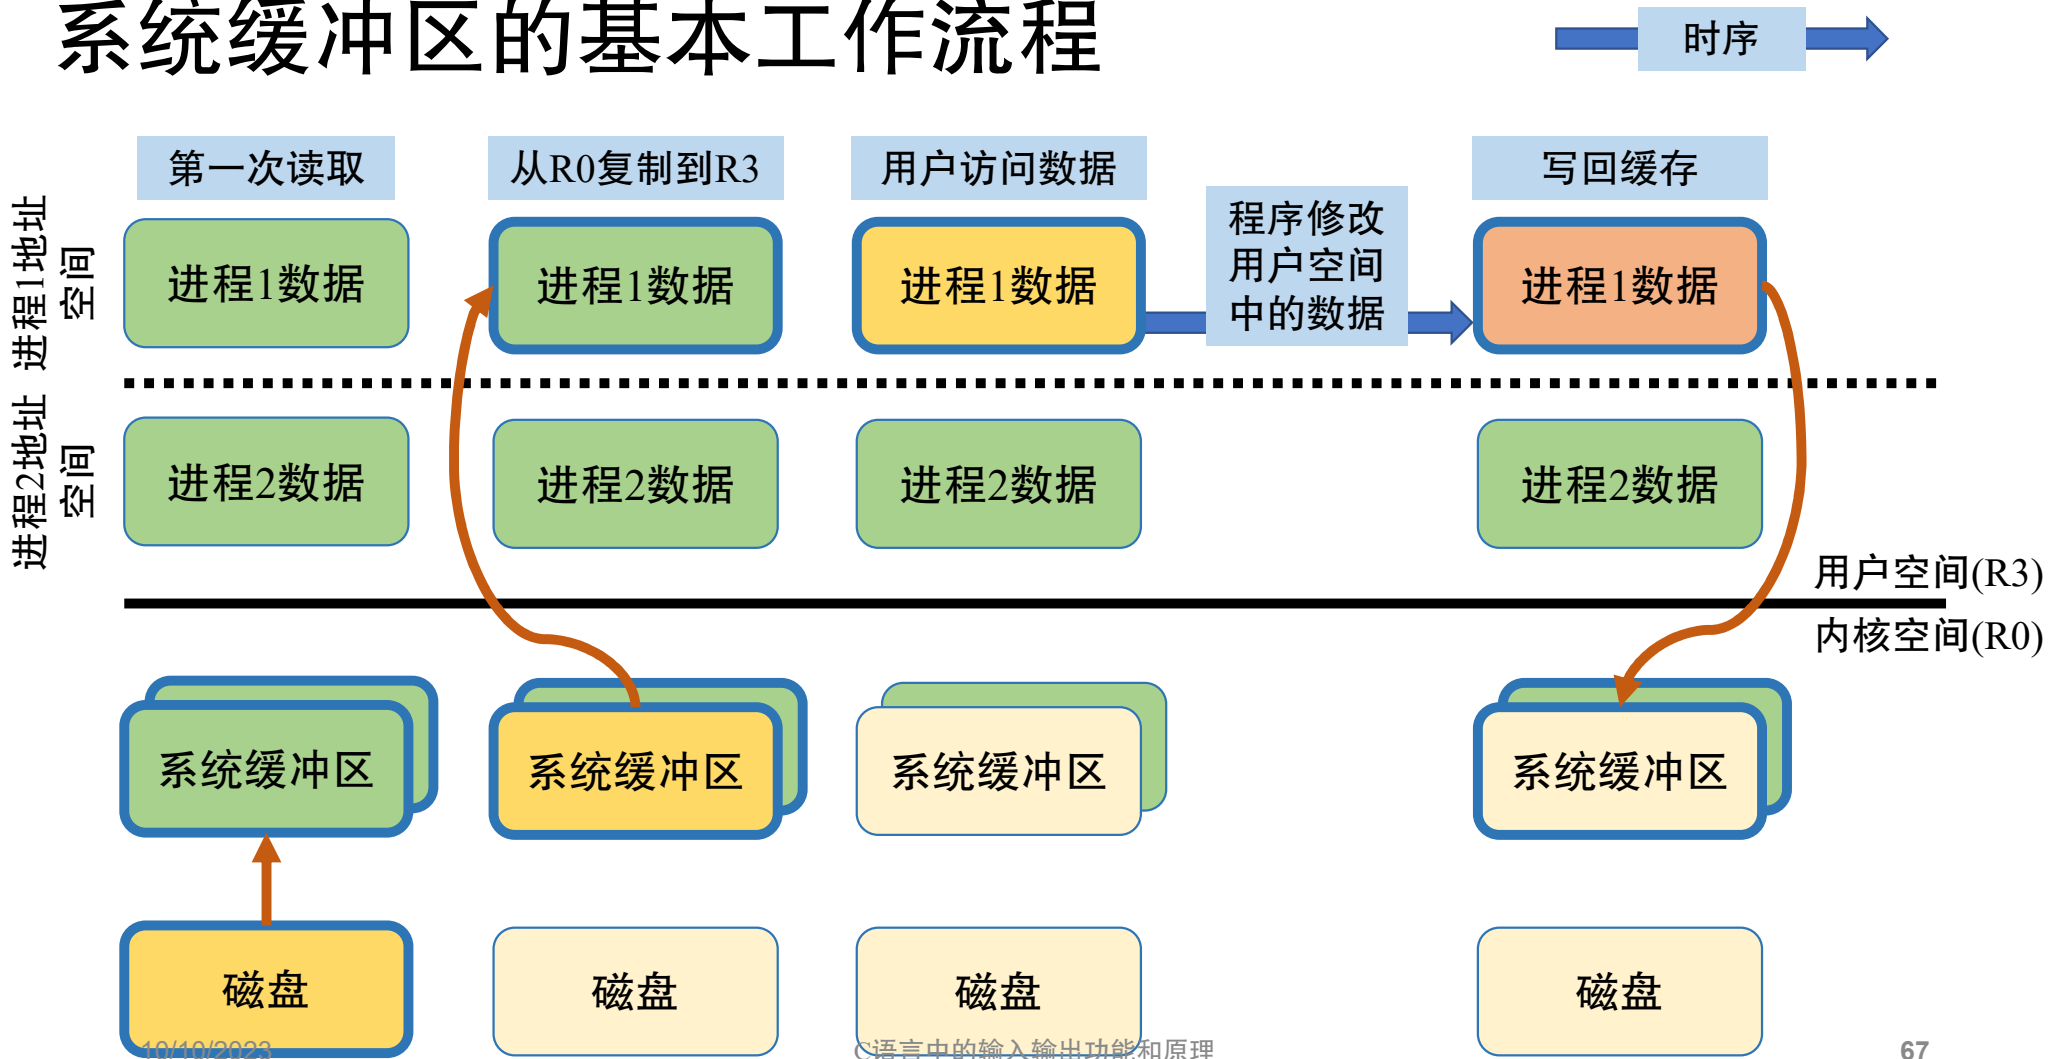 系统缓冲区的基本工作流程
时序
第一次读取
从R0复制到R3
用户访问数据
写回缓存
程序修改
用户空间
中的数据
进程1地址
空间
进程1数据
进程1数据
进程1数据
进程1数据
进程2地址
空间
进程2数据
进程2数据
进程2数据
进程2数据
用户空间(R3)
内核空间(R0)
系统缓冲区
系统缓冲区
系统缓冲区
系统缓冲区
磁盘
磁盘
磁盘
磁盘
10/10/2023
C语言中的输入输出功能和原理
67